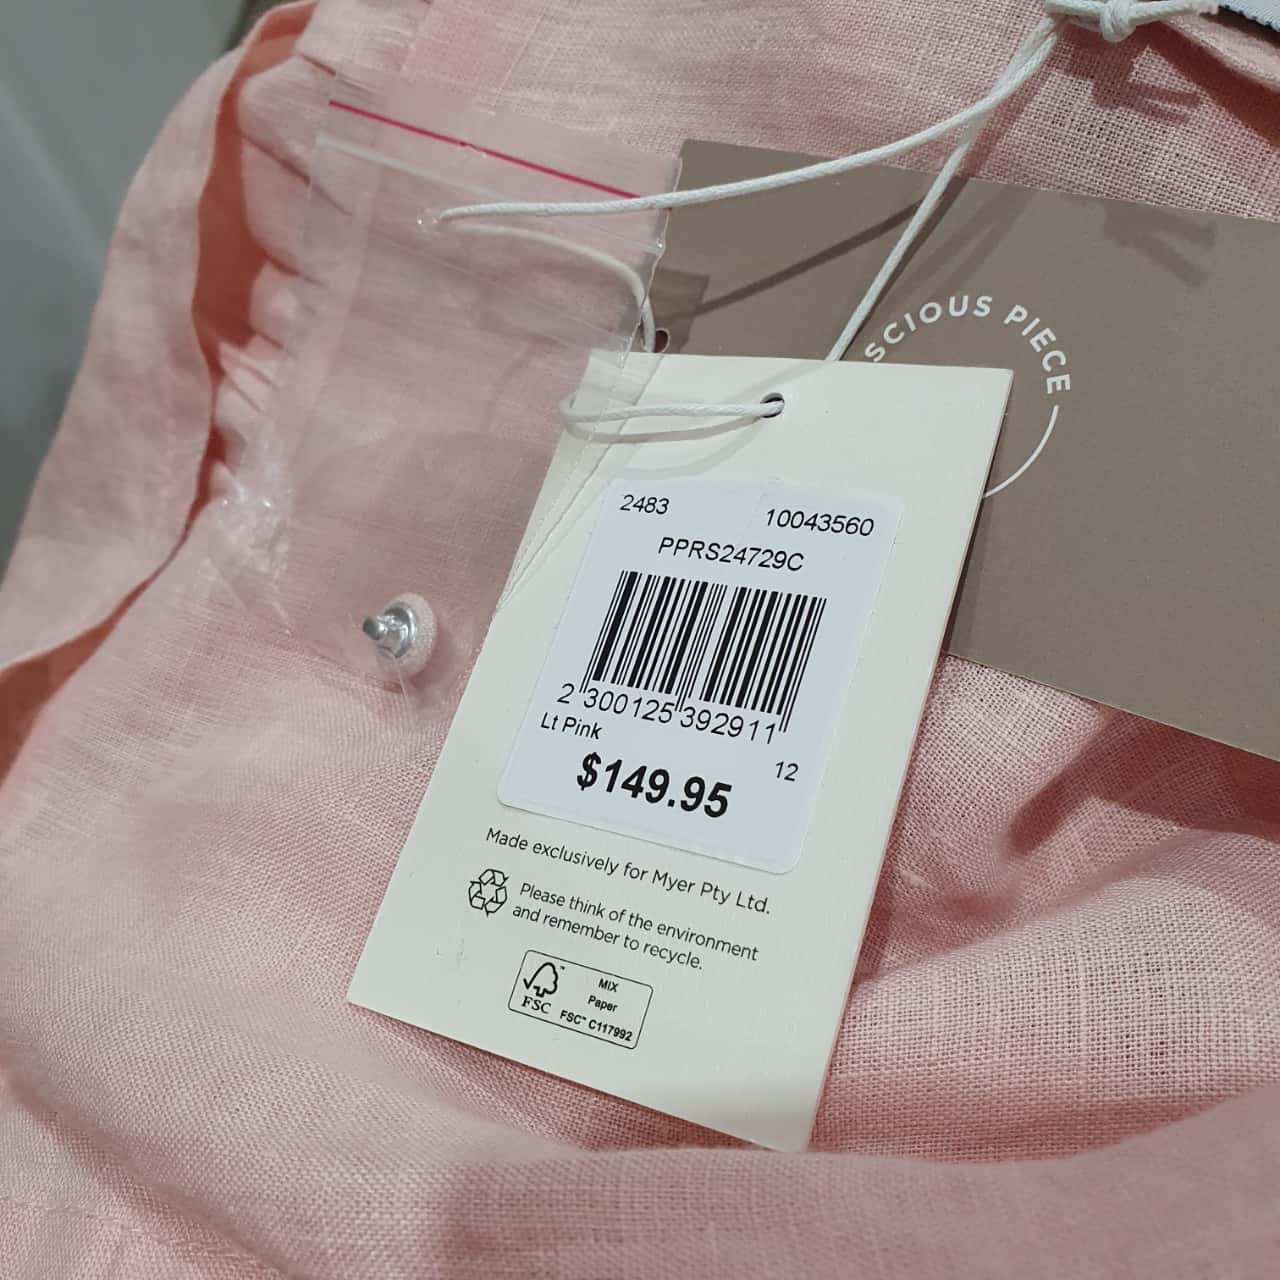 SCIOUS PIECE
2483 10043560
PPRS24729C
2 300125 392911
Lt Pink
12
$149.95
Made exclusively for Myer Pty Ltd.
Please think of the environment
and remember to recycle.
FSC
MIX
Paper
FSC™ C117992